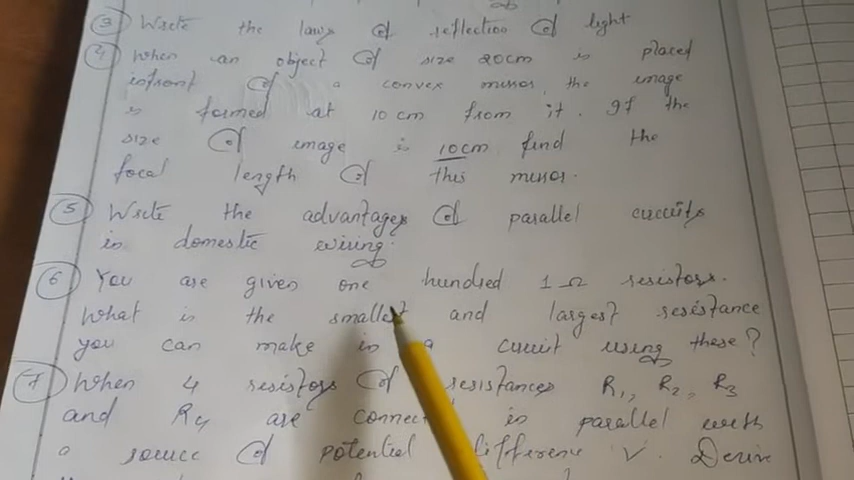 3 Write the laws of reflection of light
4 When an object of size 20cm is placed
infront of a convex mirror, the image
is formed at 10 cm from it. If the
size of image is 10cm find the
focal length of this mirror.
5 Write the advantages of parallel circuits
in domestic wiring.
6 You are given one hundred 1 Ω resistors.
What is the smallest and largest resistance
you can make in a circuit using these?
7 When 4 resistors of resistances R1, R2, R3
and R4 are connected in parallel with
a source of potential difference V. Derive